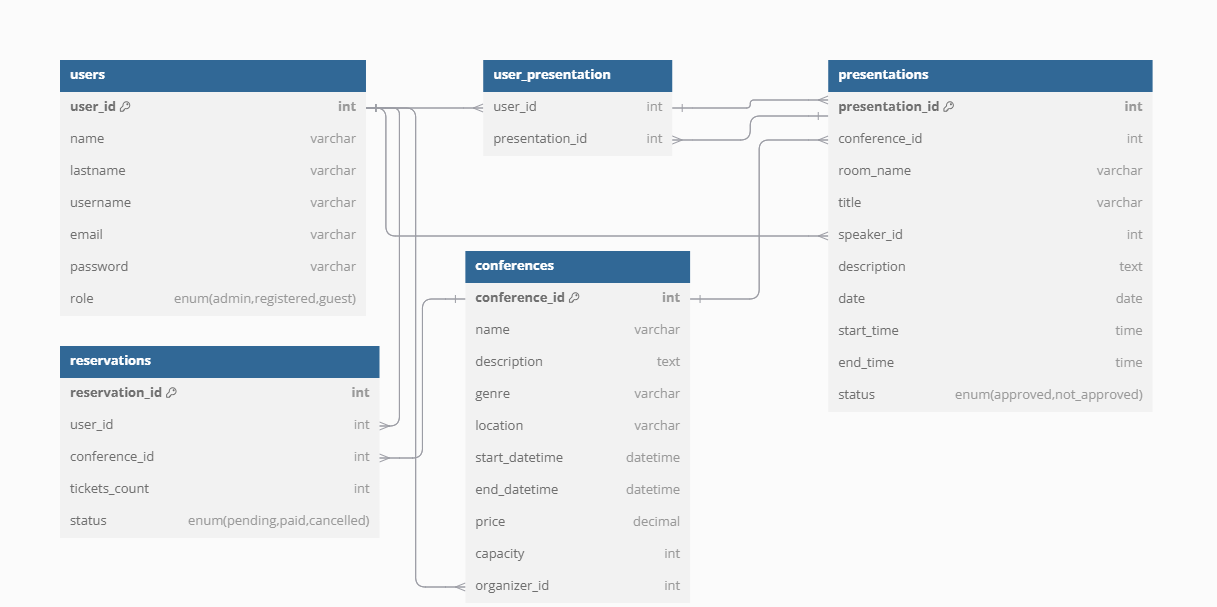 users
user_id int
name varchar
lastname varchar
username varchar
email varchar
password varchar
role enum(admin,registered,guest)
user_presentation
user_id int
presentation_id int
presentations
presentation_id int
conference_id int
room_name varchar
title varchar
speaker_id int
description text
date date
start_time time
end_time time
status enum(approved,not_approved)
conferences
conference_id int
name varchar
description text
genre varchar
location varchar
start_datetime datetime
end_datetime datetime
price decimal
capacity int
organizer_id int
reservations
reservation_id int
user_id int
conference_id int
tickets_count int
status enum(pending,paid,cancelled)